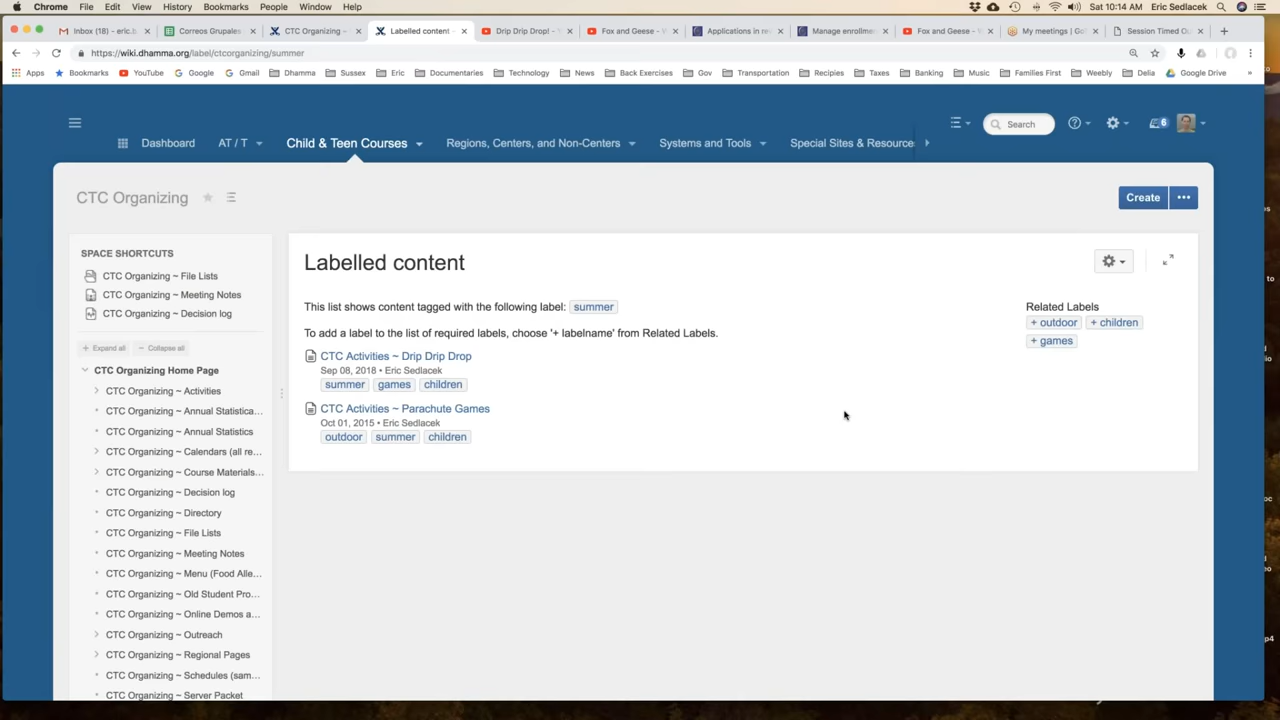 Chrome File Edit View History Bookmarks People Window Help Sat 10:14 AM Eric Sedlacek
Inbox (18) - eric.b Correos Grupales CTC Organizing - Labelled content - Drip Drip Drop! - Fox and Geese - Applications in re Manage enrollme Fox and Geese - My meetings | Go Session Timed Ou
https://wiki.dhamma.org/label/ctcorganizing/summer
Apps Bookmarks YouTube Google Gmail Dhamma Sussex Eric Documentaries Technology News Back Exercises Gov Transportation Recipies Taxes Banking Music Families First Weebly Delia Google Drive »
Search 6
Dashboard AT / T Child & Teen Courses Regions, Centers, and Non-Centers Systems and Tools Special Sites & Resource
CTC Organizing
Create
SPACE SHORTCUTS
CTC Organizing ~ File Lists
CTC Organizing ~ Meeting Notes
CTC Organizing ~ Decision log
Expand all Collapse all
CTC Organizing Home Page
CTC Organizing ~ Activities
CTC Organizing ~ Annual Statistica...
CTC Organizing ~ Annual Statistics
CTC Organizing ~ Calendars (all re...
CTC Organizing ~ Course Materials...
CTC Organizing ~ Decision log
CTC Organizing ~ Directory
CTC Organizing ~ File Lists
CTC Organizing ~ Meeting Notes
CTC Organizing ~ Menu (Food Alle...
CTC Organizing ~ Old Student Pro...
CTC Organizing ~ Online Demos a...
CTC Organizing ~ Outreach
CTC Organizing ~ Regional Pages
CTC Organizing ~ Schedules (sam...
CTC Organizing ~ Server Packet
Labelled content
This list shows content tagged with the following label: summer
To add a label to the list of required labels, choose '+ labelname' from Related Labels.
CTC Activities ~ Drip Drip Drop
Sep 08, 2018 • Eric Sedlacek
summer games children
CTC Activities ~ Parachute Games
Oct 01, 2015 • Eric Sedlacek
outdoor summer children
Related Labels
+ outdoor + children
+ games